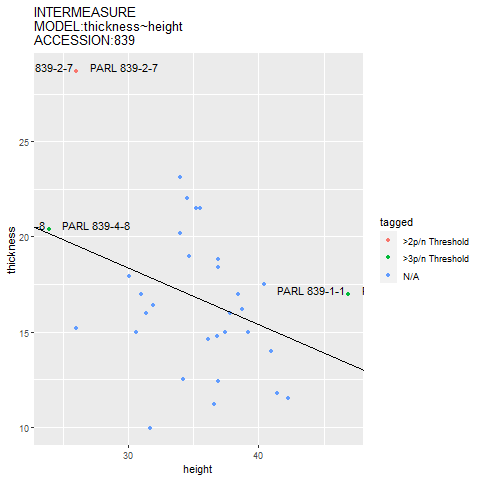 INTERMEASURE
MODEL:thickness~height
ACCESSION:839
839-2-7
PARL 839-2-7
25
-8
PARL 839-4-8
20
thickness
PARL 839-1-1
15
10
30
40
height
tagged
>2p/n Threshold
>3p/n Threshold
N/A